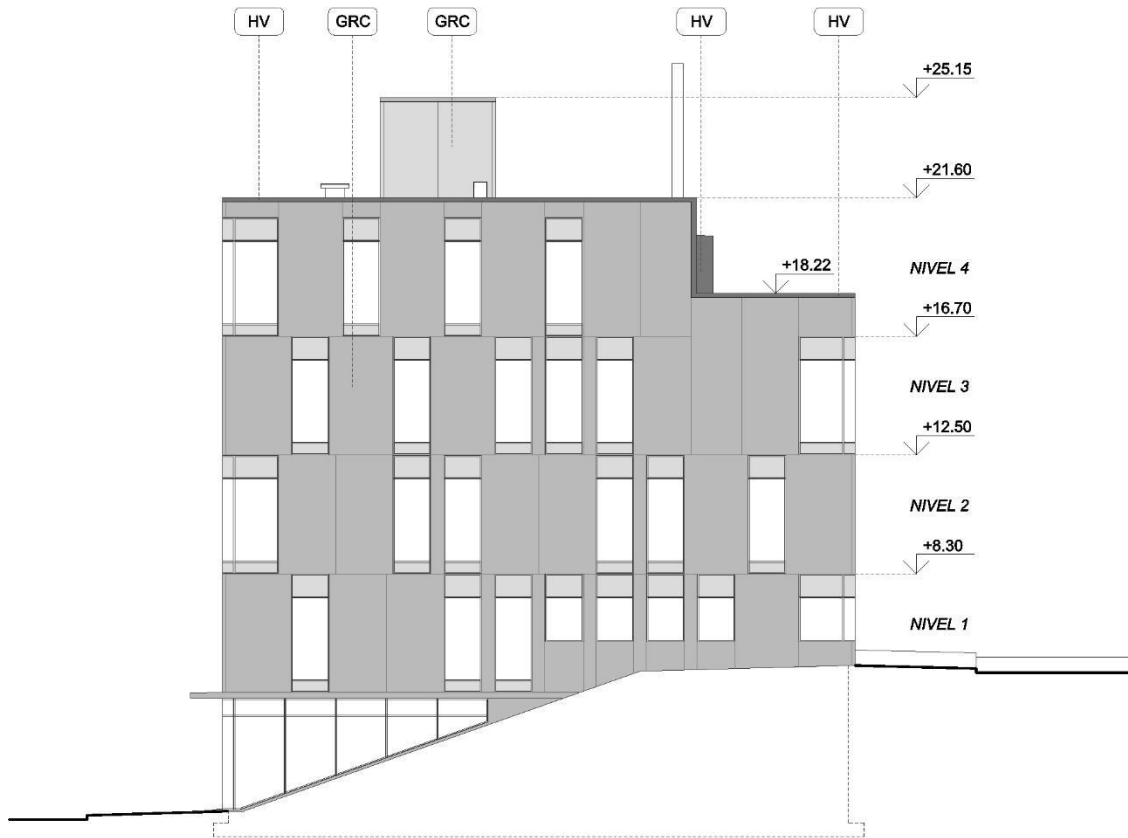 HV
GRC
GRC
HV
HV
+25.15
+21.60
+18.22
NIVEL 4
+16.70
NIVEL 3
+12.50
NIVEL 2
+8.30
NIVEL 1